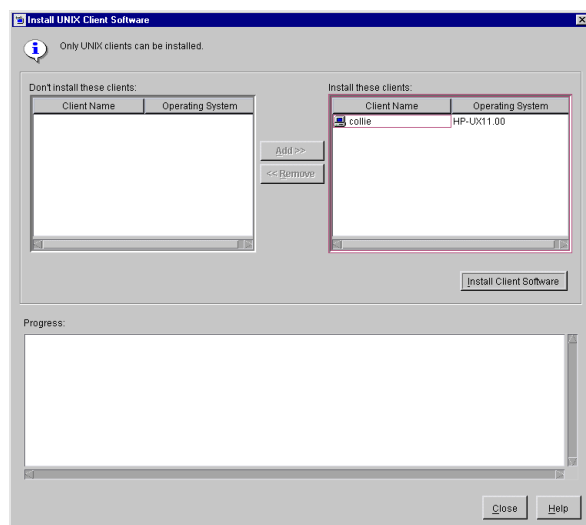 Install UNIX Client Software
Only UNIX clients can be installed.
Don't install these clients:
Client Name Operating System
Add >>
<< Remove
Install these clients:
Client Name Operating System
collie HP-UX11.00
Install Client Software
Progress:
Close Help